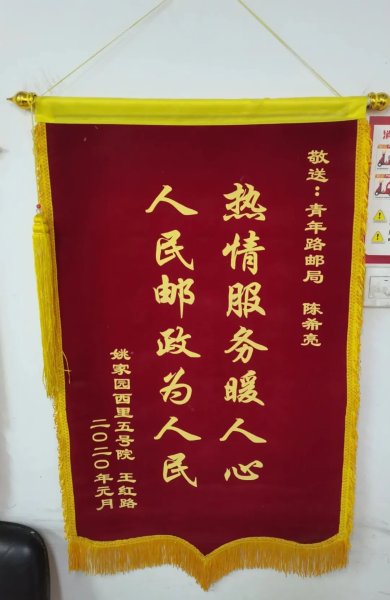 敬送：青年路邮局 陈希亮
热情服务暖人心
人民邮政为人民
姚家园西里五号院 王红路
二〇二〇年元月